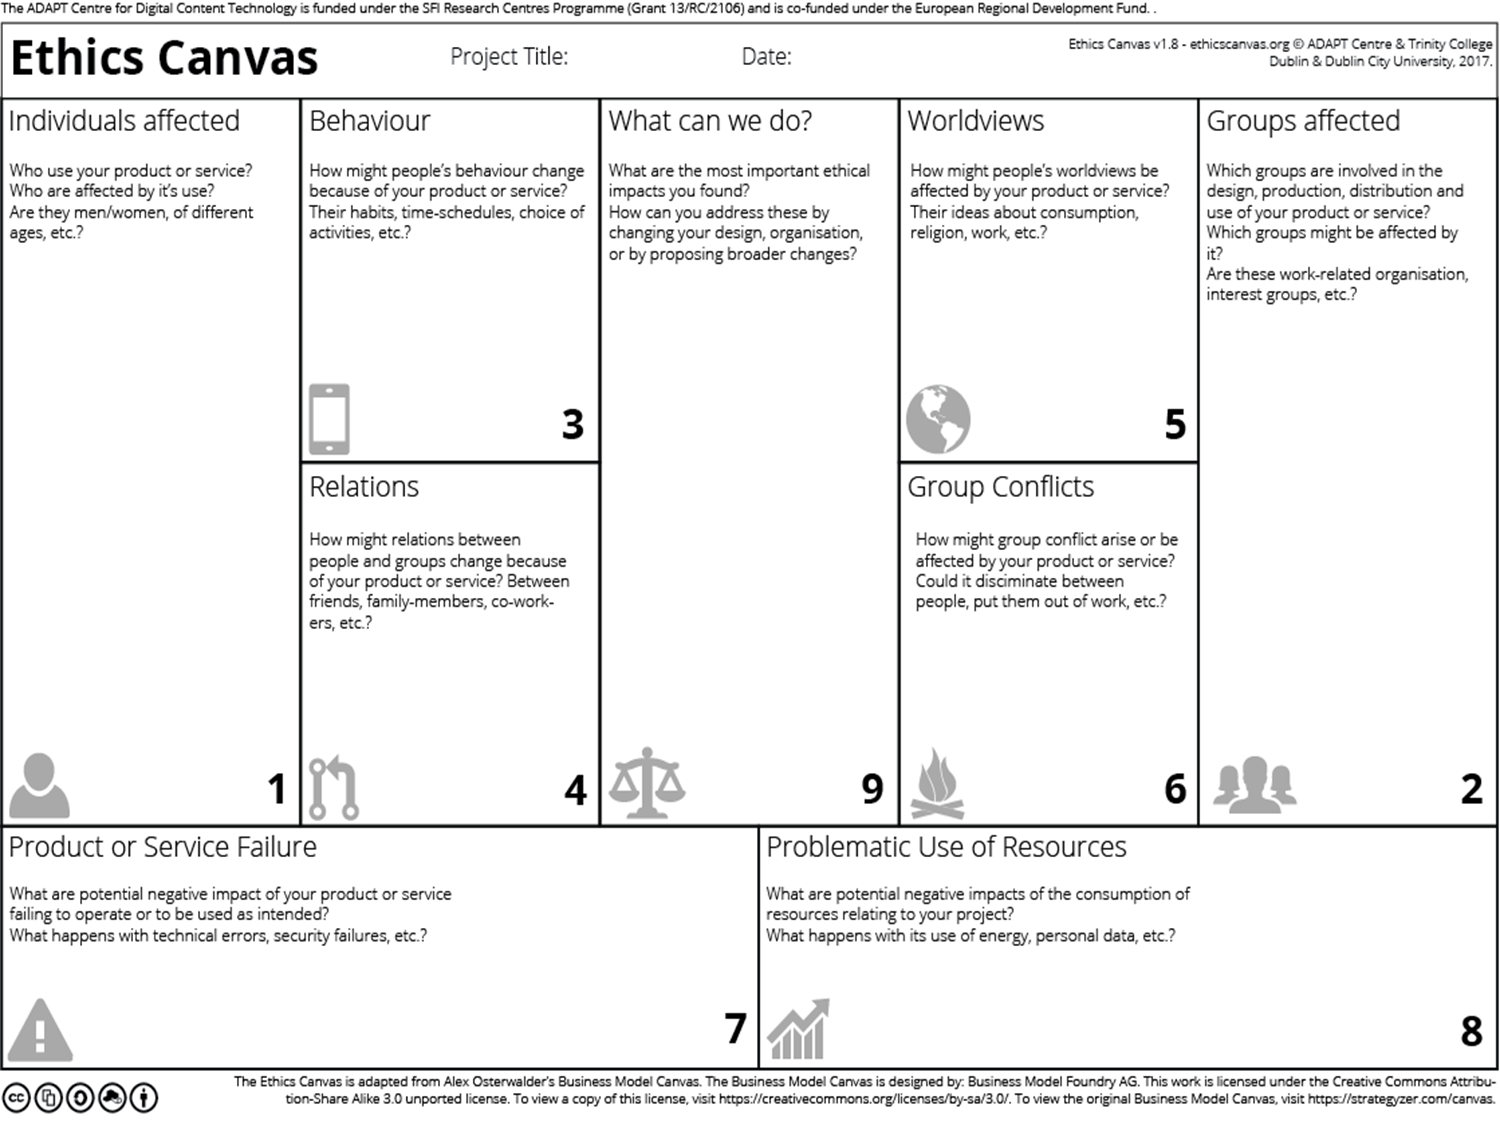 The ADAPT Centre for Digital Content Technology is funded under the SFI Research Centres Programme (Grant 13/RC/2106) and is co-funded under the European Regional Development Fund. .
Ethics Canvas
Project Title:
Date:
Ethics Canvas v1.8 - ethicscanvas.org © ADAPT Centre & Trinity College
Dublin & Dublin City University, 2017.
Individuals affected
Who use your product or service?
Who are affected by it's use?
Are they men/women, of different
ages, etc.?
1
Behaviour
How might people's behaviour change
because of your product or service?
Their habits, time-schedules, choice of
activities, etc.?
3
Relations
How might relations between
people and groups change because
of your product or service? Between
friends, family-members, co-work-
ers, etc.?
4
What can we do?
What are the most important ethical
impacts you found?
How can you address these by
changing your design, organisation,
or by proposing broader changes?
9
Worldviews
How might people's worldviews be
affected by your product or service?
Their ideas about consumption,
religion, work, etc.?
5
Group Conflicts
How might group conflict arise or be
affected by your product or service?
Could it disciminate between
people, put them out of work, etc.?
6
Groups affected
Which groups are involved in the
design, production, distribution and
use of your product or service?
Which groups might be affected by
it?
Are these work-related organisation,
interest groups, etc.?
2
Product or Service Failure
What are potential negative impact of your product or service
failing to operate or to be used as intended?
What happens with technical errors, security failures, etc.?
7
Problematic Use of Resources
What are potential negative impacts of the consumption of
resources relating to your project?
What happens with its use of energy, personal data, etc.?
8
cc
The Ethics Canvas is adapted from Alex Osterwalder's Business Model Canvas. The Business Model Canvas is designed by: Business Model Foundry AG. This work is licensed under the Creative Commons Attribu-
tion-Share Alike 3.0 unported license. To view a copy of this license, visit https://creativecommons.org/licenses/by-sa/3.0/. To view the original Business Model Canvas, visit https://strategyzer.com/canvas.